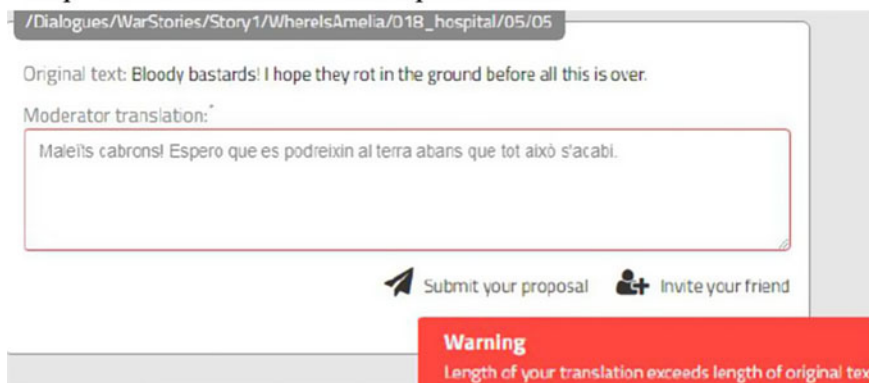 /Dialogues/WarStories/Story1/WhereIsAmelia/018_hospital/05/05
Original text: Bloody bastards! I hope they rot in the ground before all this is over.
Moderator translation:*
Maleïts cabrons! Espero que es podreixin al terra abans que tot això s'acabi.
Submit your proposal Invite your friend
Warning
Length of your translation exceeds length of original tex